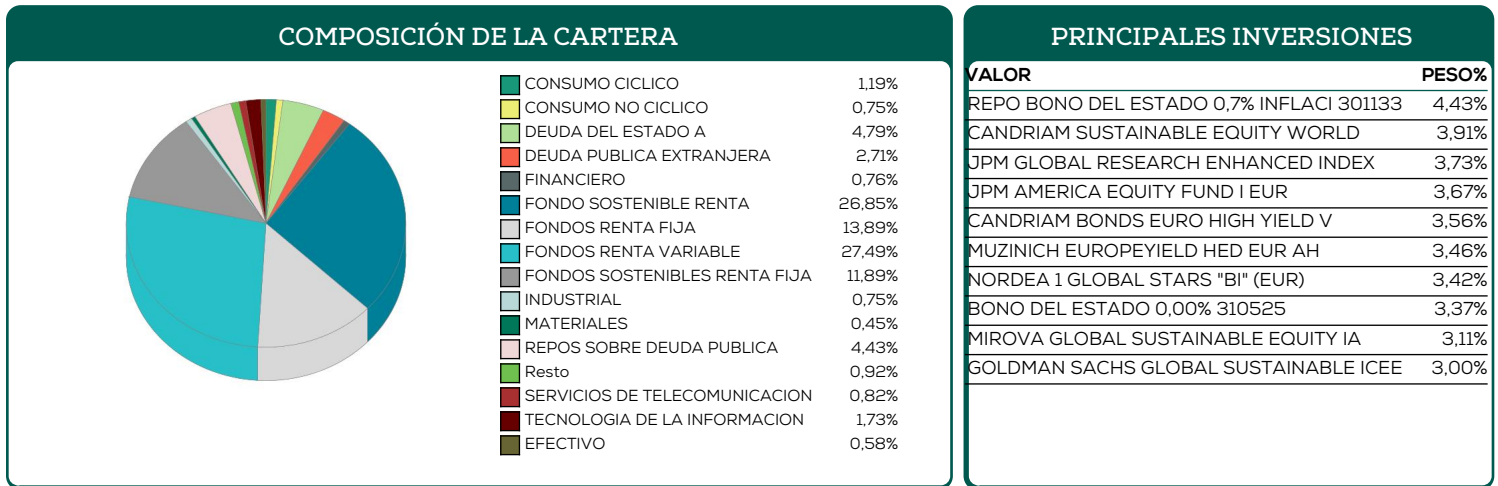 COMPOSICIÓN DE LA CARTERA
CONSUMO CICLICO 1,19%
CONSUMO NO CICLICO 0,75%
DEUDA DEL ESTADO A 4,79%
DEUDA PUBLICA EXTRANJERA 2,71%
FINANCIERO 0,76%
FONDO SOSTENIBLE RENTA 26,85%
FONDOS RENTA FIJA 13,89%
FONDOS RENTA VARIABLE 27,49%
FONDOS SOSTENIBLES RENTA FIJA 11,89%
INDUSTRIAL 0,75%
MATERIALES 0,45%
REPOS SOBRE DEUDA PUBLICA 4,43%
Resto 0,92%
SERVICIOS DE TELECOMUNICACION 0,82%
TECNOLOGIA DE LA INFORMACION 1,73%
EFECTIVO 0,58%
PRINCIPALES INVERSIONES
VALOR PESO%
REPO BONO DEL ESTADO 0,7% INFLACI 301133 4,43%
CANDRIAM SUSTAINABLE EQUITY WORLD 3,91%
JPM GLOBAL RESEARCH ENHANCED INDEX 3,73%
JPM AMERICA EQUITY FUND I EUR 3,67%
CANDRIAM BONDS EURO HIGH YIELD V 3,56%
MUZINICH EUROPEYIELD HED EUR AH 3,46%
NORDEA 1 GLOBAL STARS "BI" (EUR) 3,42%
BONO DEL ESTADO 0,00% 310525 3,37%
MIROVA GLOBAL SUSTAINABLE EQUITY IA 3,11%
GOLDMAN SACHS GLOBAL SUSTAINABLE ICEE 3,00%